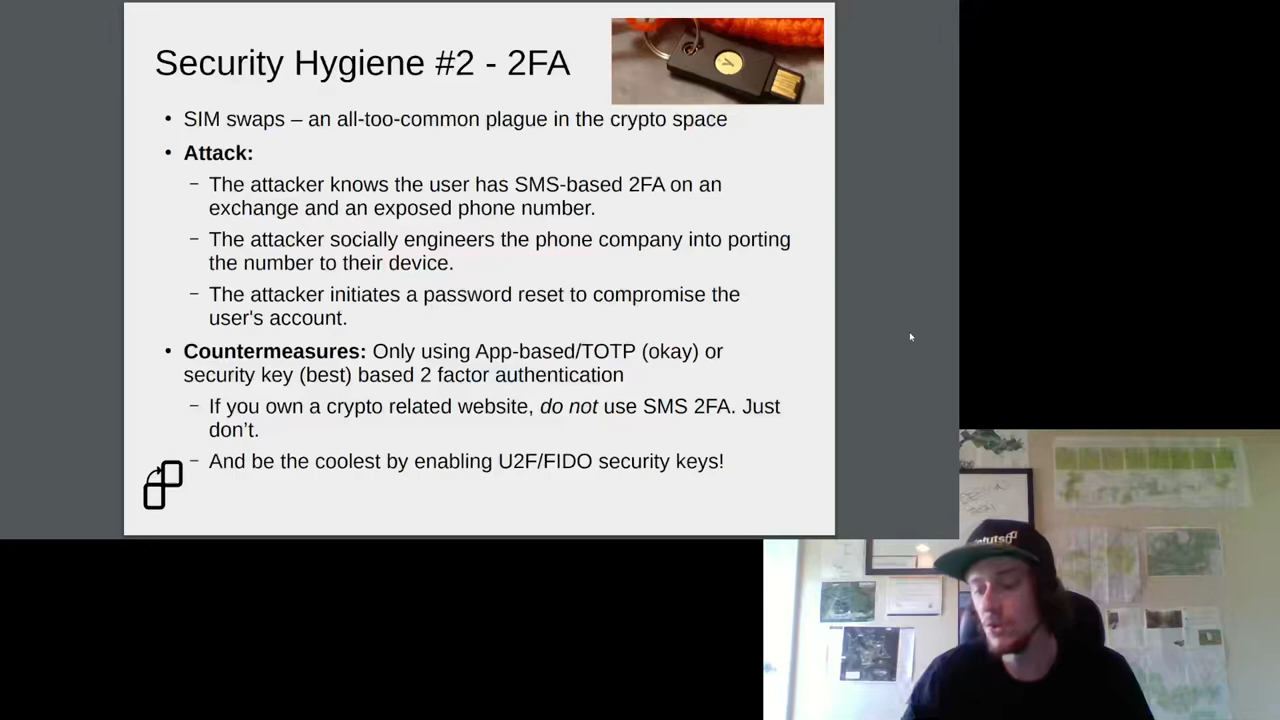 Security Hygiene #2 - 2FA
• SIM swaps – an all-too-common plague in the crypto space
• Attack:
– The attacker knows the user has SMS-based 2FA on an
exchange and an exposed phone number.
– The attacker socially engineers the phone company into porting
the number to their device.
– The attacker initiates a password reset to compromise the
user's account.
• Countermeasures: Only using App-based/TOTP (okay) or
security key (best) based 2 factor authentication
– If you own a crypto related website, do not use SMS 2FA. Just
don’t.
– And be the coolest by enabling U2F/FIDO security keys!